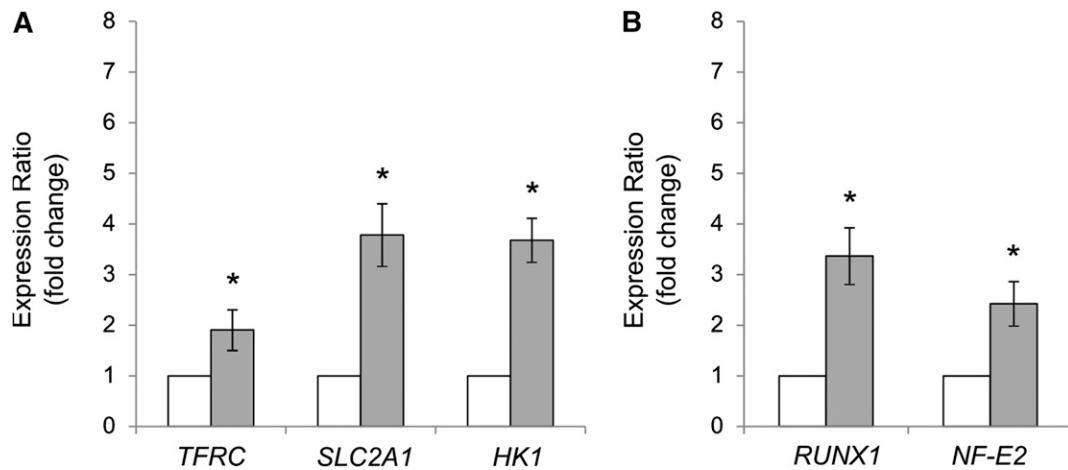 A
Expression Ratio
(fold change)
8
7
6
5
4
3
2
1
0
*
*
*
TFRC
SLC2A1
HK1
B
Expression Ratio
(fold change)
8
7
6
5
4
3
2
1
0
*
*
RUNX1
NF-E2